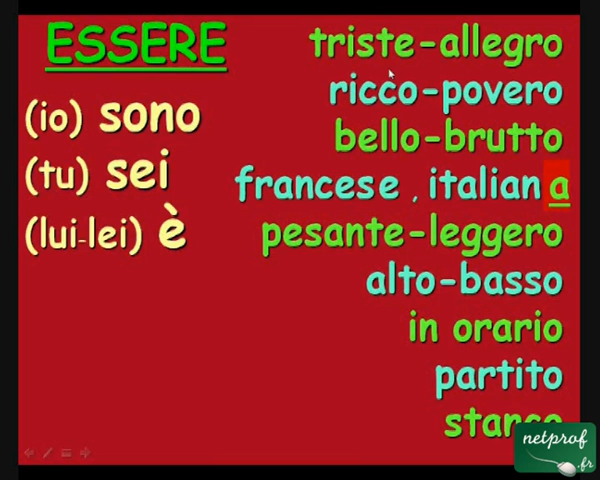 ESSERE
(io) sono
(tu) sei
(lui-lei) è
triste-allegro
ricco-povero
bello-brutto
francese , italiana
pesante-leggero
alto-basso
in orario
partito
stanco
netprof
.fr